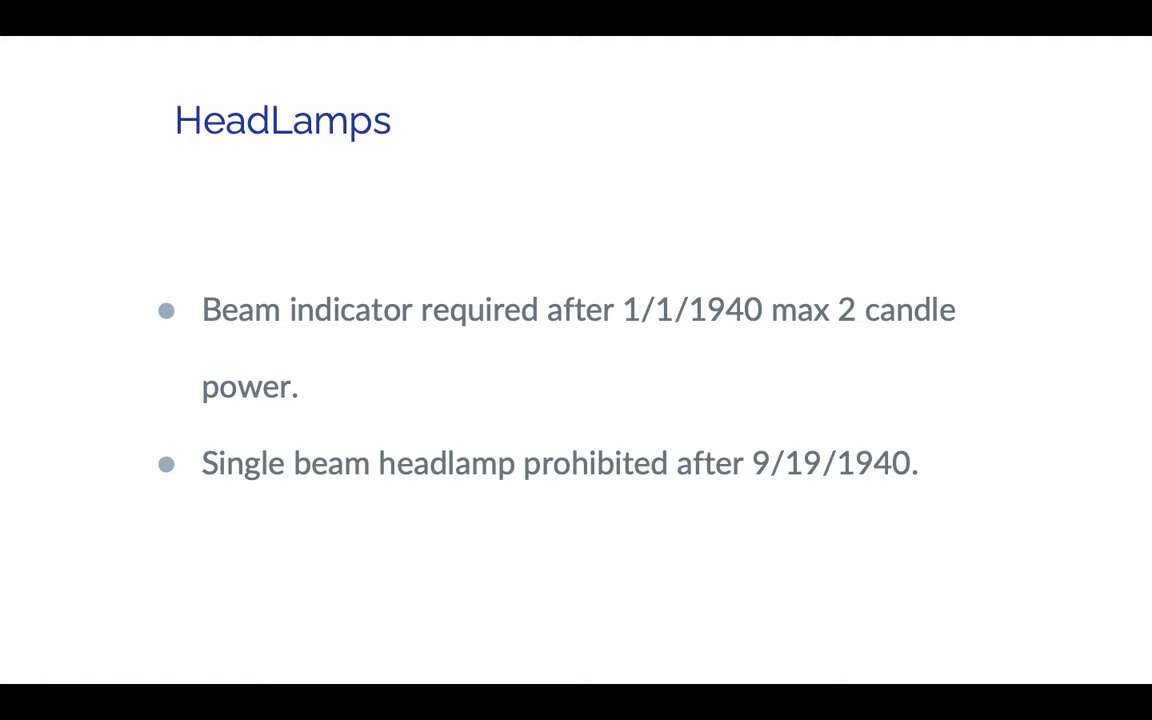 HeadLamps
● Beam indicator required after 1/1/1940 max 2 candle
power.
● Single beam headlamp prohibited after 9/19/1940.